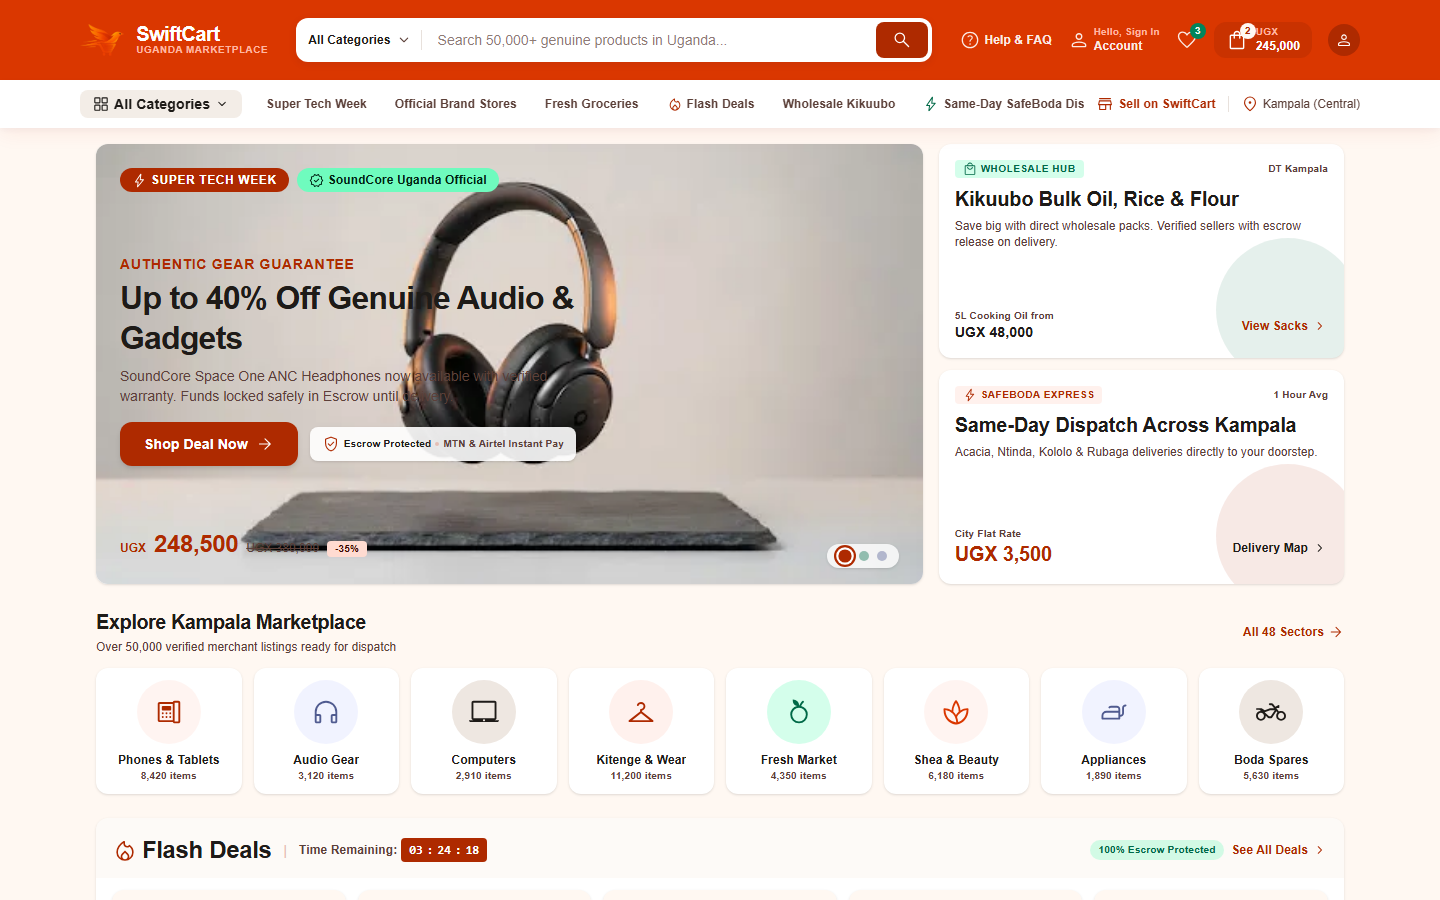 SwiftCart
UGANDA MARKETPLACE
All Categories
Search 50,000+ genuine products in Uganda...
Help & FAQ
Hello, Sign In
Account
3
2
UGX
245,000
All Categories
Super Tech Week
Official Brand Stores
Fresh Groceries
Flash Deals
Wholesale Kikuubo
Same-Day SafeBoda Dis
Sell on SwiftCart
Kampala (Central)
SUPER TECH WEEK
SoundCore Uganda Official
AUTHENTIC GEAR GUARANTEE
Up to 40% Off Genuine Audio &
Gadgets
SoundCore Space One ANC Headphones now available with verified
warranty. Funds locked safely in Escrow until delivery.
Shop Deal Now
Escrow Protected • MTN & Airtel Instant Pay
UGX 248,500
-35%
WHOLESALE HUB
DT Kampala
Kikuubo Bulk Oil, Rice & Flour
Save big with direct wholesale packs. Verified sellers with escrow
release on delivery.
5L Cooking Oil from
UGX 48,000
View Sacks
SAFEBODA EXPRESS
1 Hour Avg
Same-Day Dispatch Across Kampala
Acacia, Ntinda, Kololo & Rubaga deliveries directly to your doorstep.
City Flat Rate
UGX 3,500
Delivery Map
Explore Kampala Marketplace
Over 50,000 verified merchant listings ready for dispatch
All 48 Sectors
Phones & Tablets
8,420 items
Audio Gear
3,120 items
Computers
2,910 items
Kitenge & Wear
11,200 items
Fresh Market
4,350 items
Shea & Beauty
6,180 items
Appliances
1,890 items
Boda Spares
5,630 items
Flash Deals
Time Remaining: 03 : 24 : 18
100% Escrow Protected
See All Deals